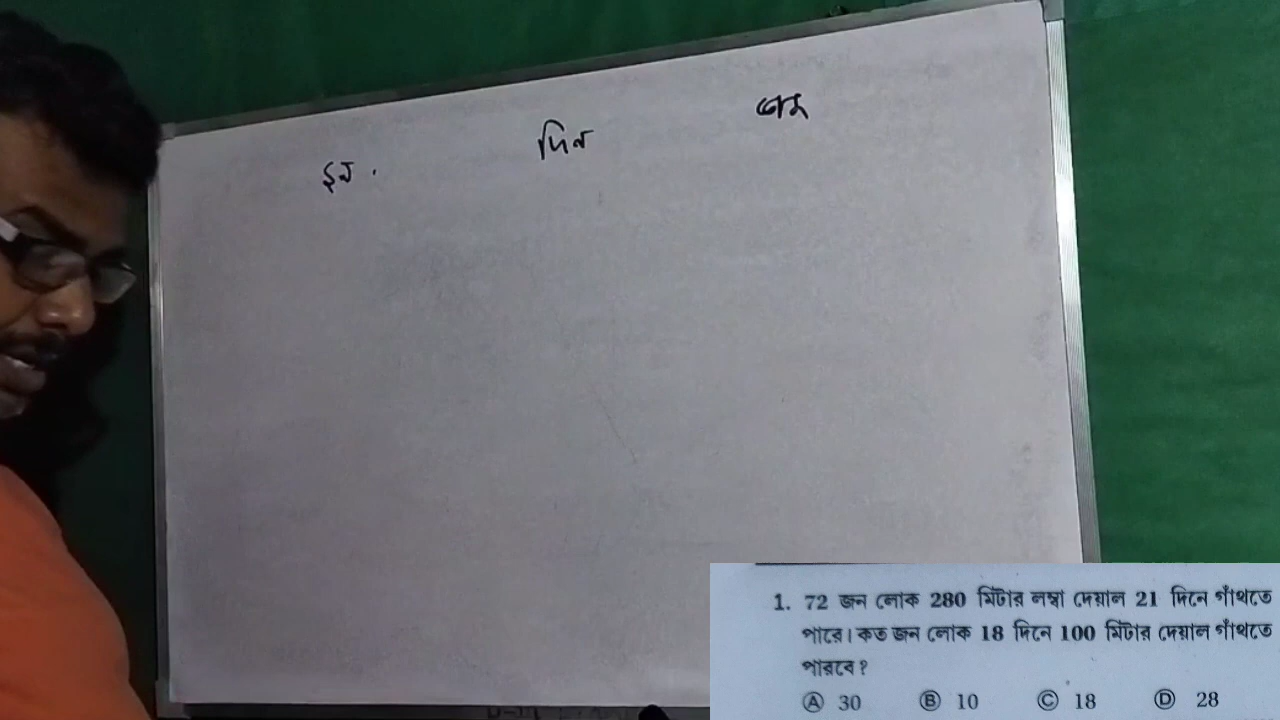 দিন
1. 72 জন লোক 280 মিটার লম্বা দেয়াল 21 দিনে গাঁথতে
পারে। কত জন লোক 18 দিনে 100 মিটার দেয়াল গাঁথতে
পারবে?
Ⓐ 30 Ⓑ 10 Ⓒ 18 Ⓓ 28